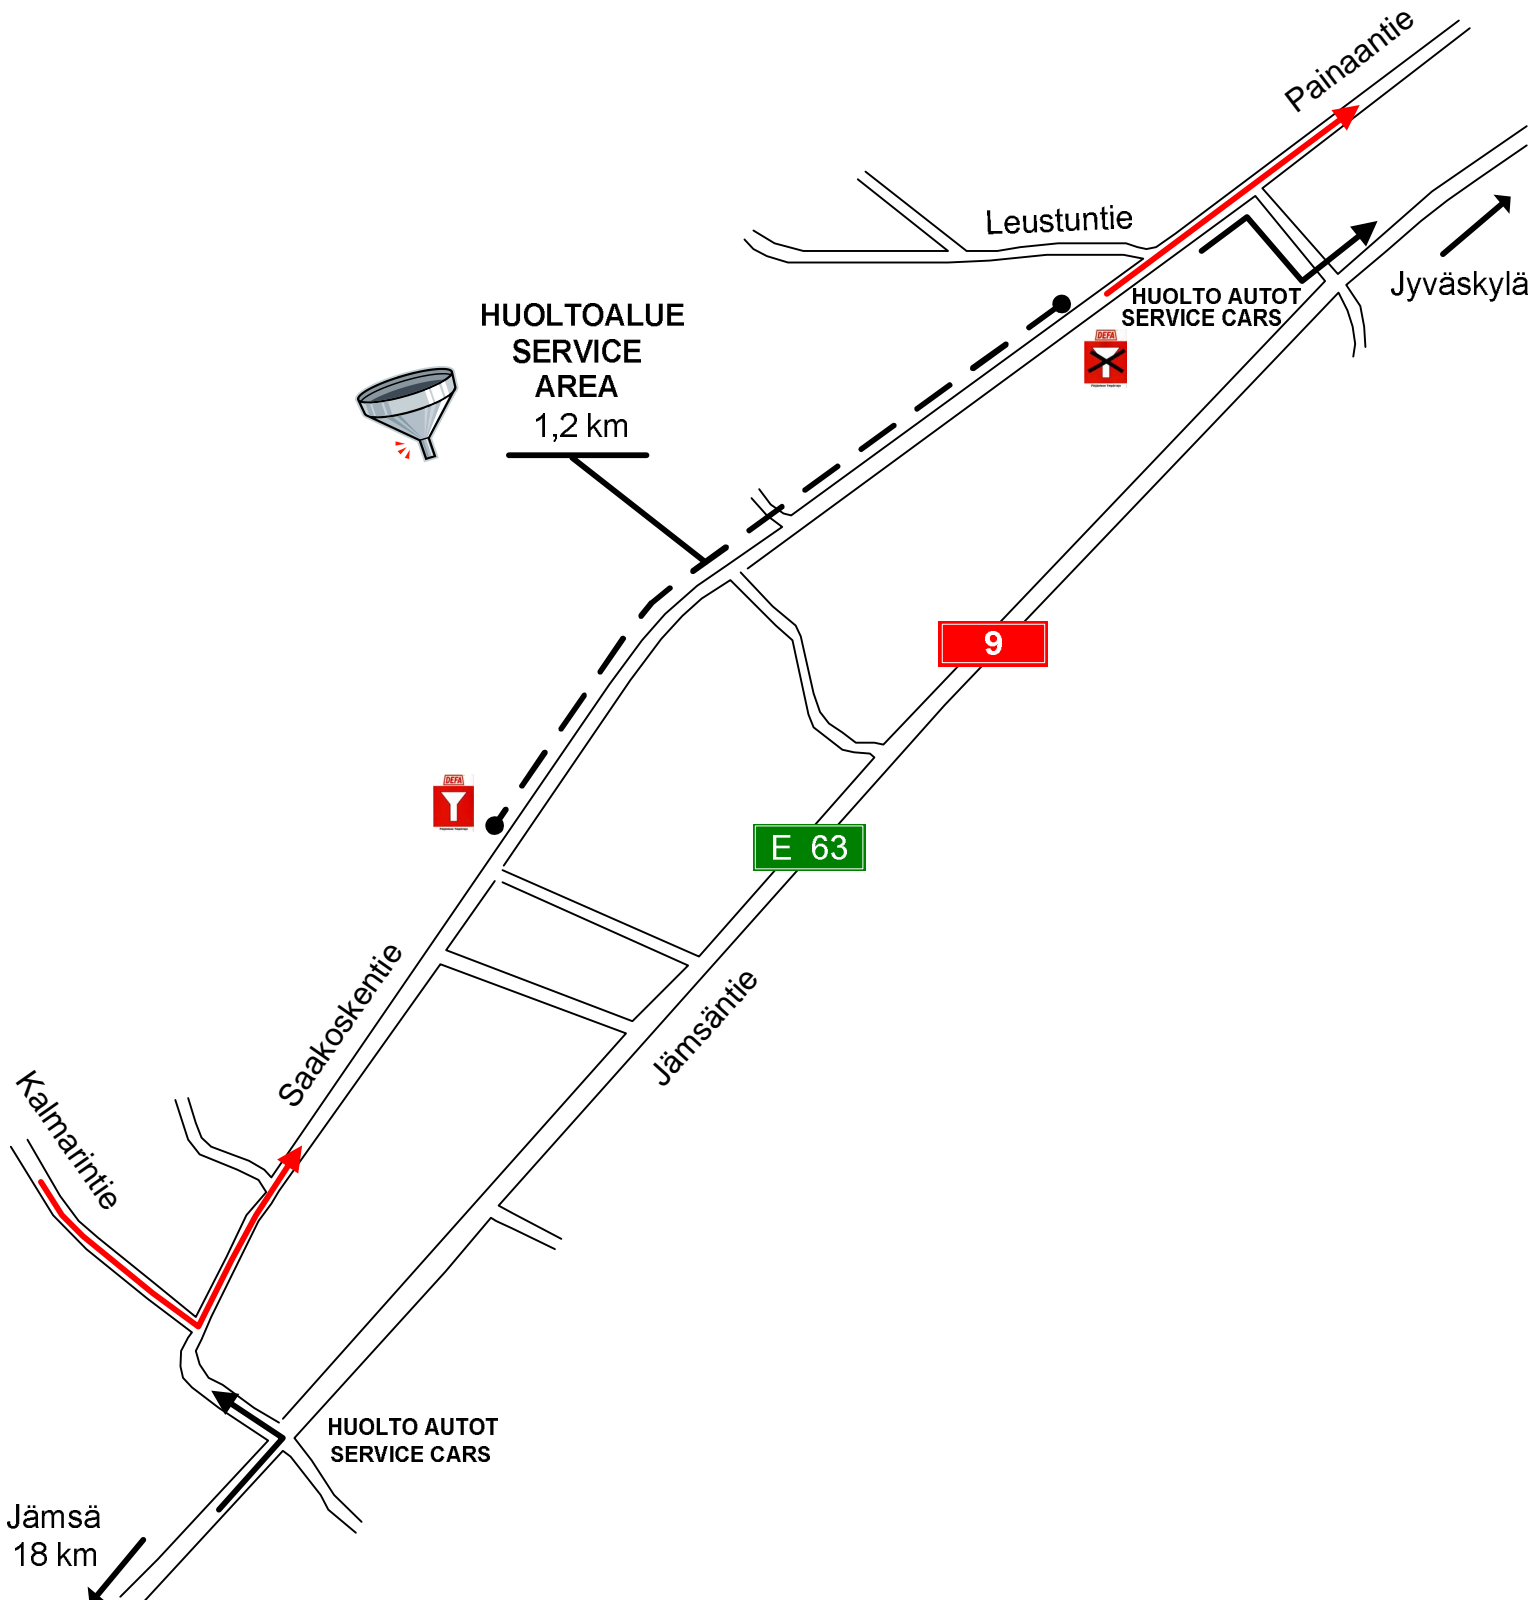 Painaantie
Leustuntie
Jyväskylä
HUOLTO AUTOT
SERVICE CARS
DEFA
HUOLTOALUE
SERVICE
AREA
1,2 km
9
DEFA
E 63
Saakoskentie
Jämsäntie
Kalmarintie
HUOLTO AUTOT
SERVICE CARS
Jämsä
18 km